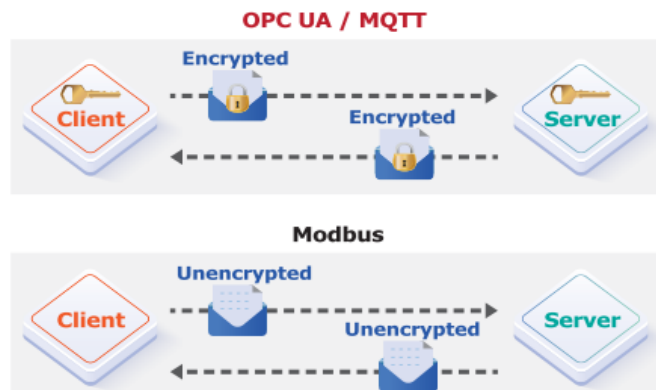 OPC UA / MQTT
Encrypted
Client
Server
Encrypted
Modbus
Unencrypted
Client
Server
Unencrypted